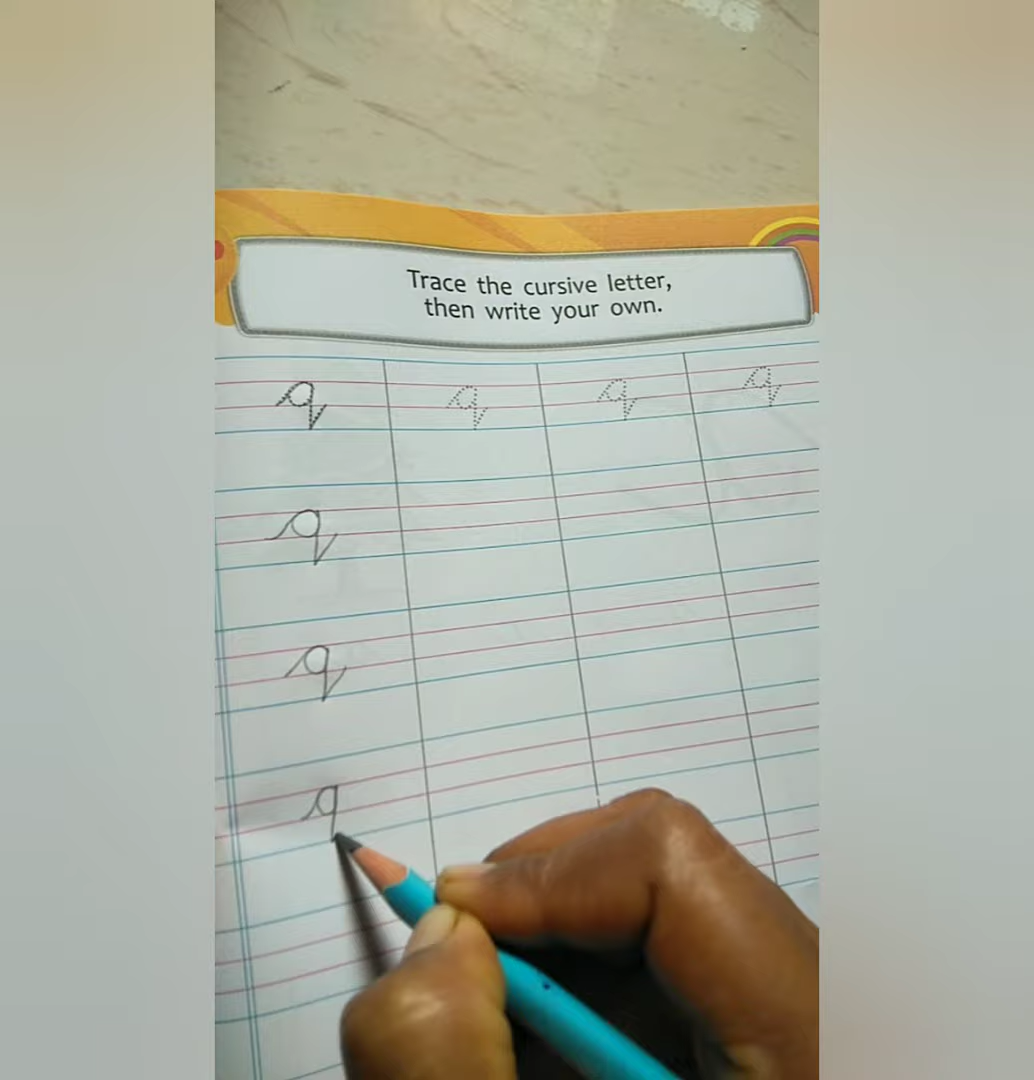 Trace the cursive letter,
then write your own.
q q q q
q
q
q